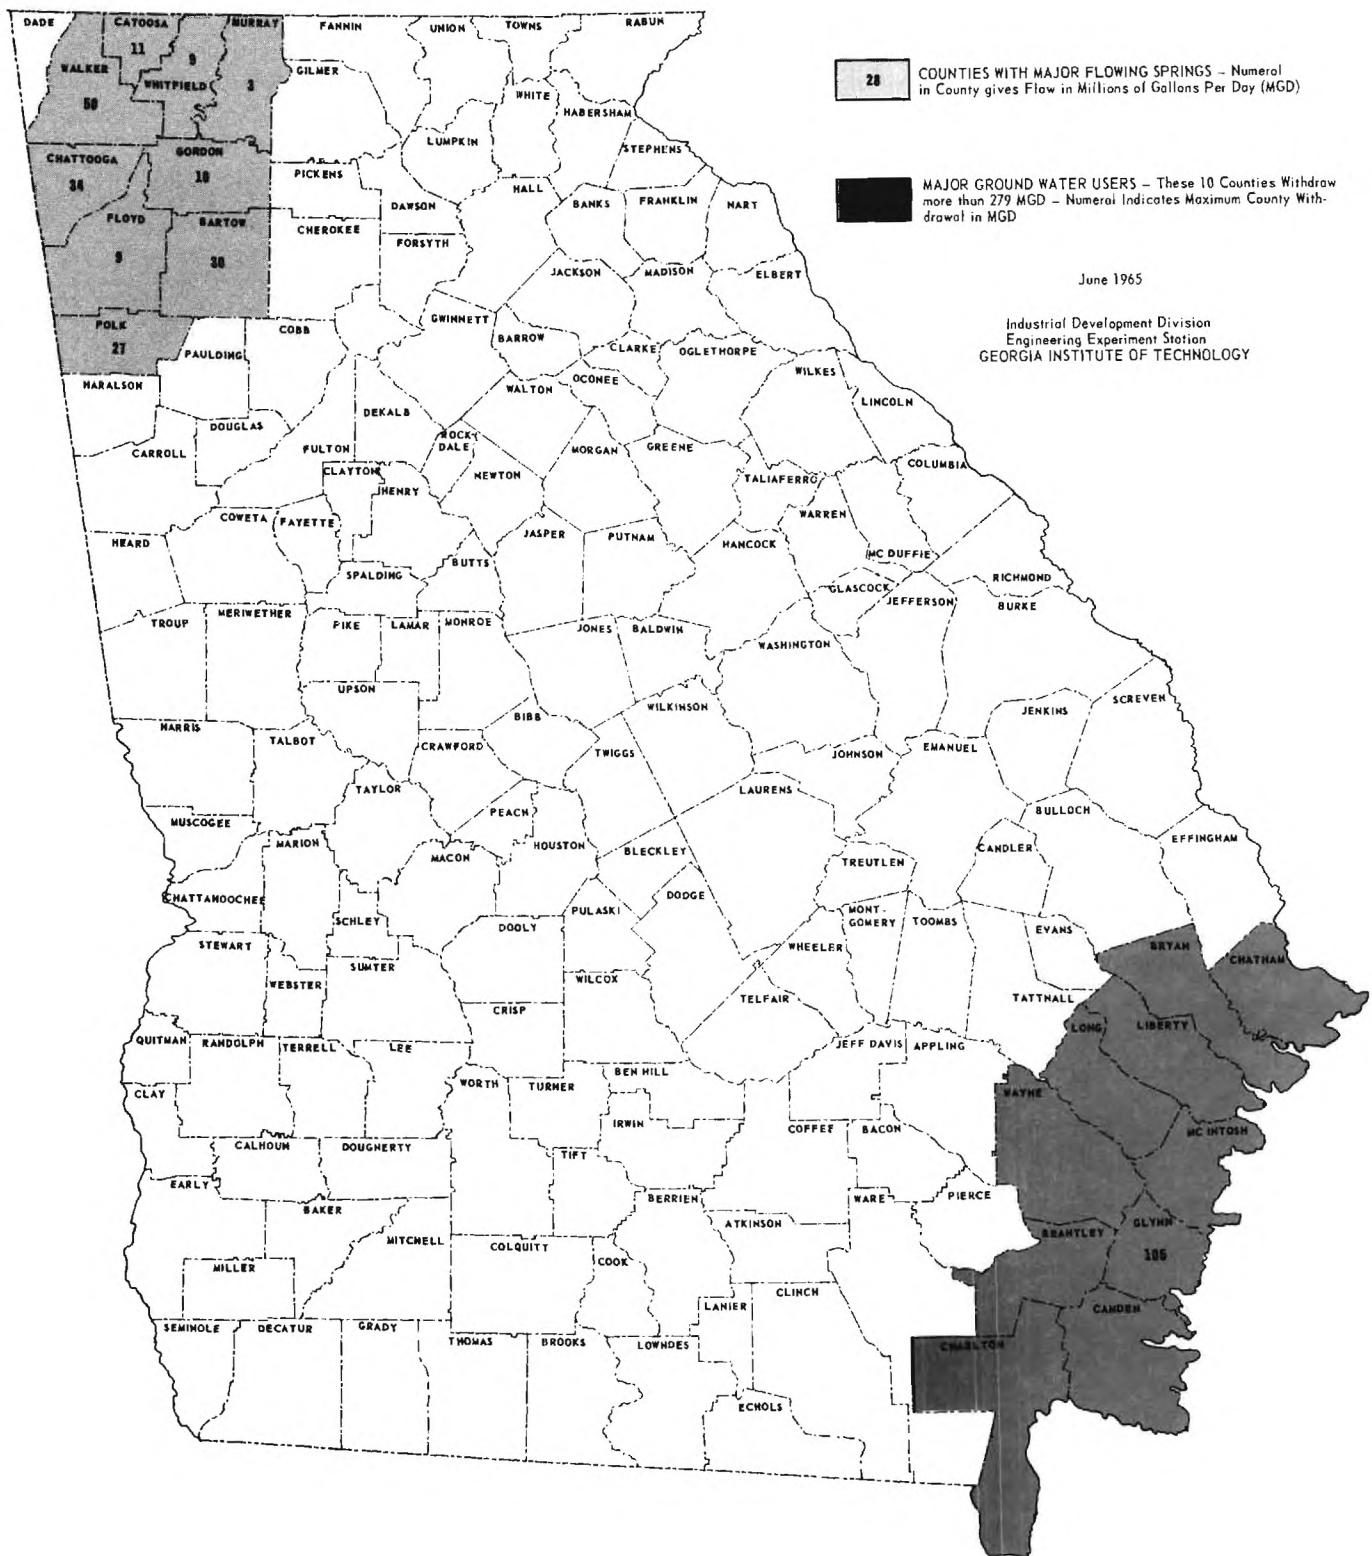 DADE
CATOOSA
11
MURRAY
3
9
WHITFIELD
WALKER
FANNIN
UNION
TOWNS
RABUN
GILMER
WHITE
HABERSHAM
LUMPKIN
STEPHENS
CHATTOOGA
34
GORDON
PICKENS
HALL
BANKS
FRANKLIN
HART
DAWSON
FLOYD
9
BARTOW
CHEROKEE
FORSYTH
JACKSON
MADISON
ELBERT
28
COUNTIES WITH MAJOR FLOWING SPRINGS – Numeral
in County gives Flow in Millions of Gallons Per Day (MGD)
MAJOR GROUND WATER USERS – These 10 Counties Withdraw
more than 279 MGD – Numeral Indicates Maximum County With-
drawal in MGD
June 1965
Industrial Development Division
Engineering Experiment Station
GEORGIA INSTITUTE OF TECHNOLOGY
POLK
27
PAULDING
COBB
GWINNETT
BARROW
CLARKE
OGLETHORPE
HARALSON
WALTON
OCONEE
WILKES
LINCOLN
DOUGLAS
DEKALB
CARROLL
FULTON
ROCK-
DALE
MORGAN
GREENE
CLAYTON
HENRY
NEWTON
TALIAFERRO
COLUMBIA
COWETA
FAYETTE
JASPER
PUTNAM
HANCOCK
WARREN
HEARD
MC DUFFIE
SPALDING
BUTTS
GLASCOCK
JEFFERSON
RICHMOND
BURKE
TROUP
MERIWETHER
PIKE
LAMAR
MONROE
JONES
BALDWIN
WASHINGTON
UPSON
WILKINSON
JENKINS
SCREVEN
HARRIS
TALBOT
CRAWFORD
BIBB
TWIGGS
JOHNSON
EMANUEL
TAYLOR
LAURENS
MUSCOGEE
PEACH
BULLOCH
MARION
MACON
HOUSTON
BLECKLEY
TREUTLEN
CANDLER
EFFINGHAM
CHATTAHOOCHEE
SCHLEY
DOOLY
PULASKI
DODGE
MONT-
GOMERY
TOOMBS
EVANS
STEWART
SUMTER
WHEELER
BRYAN
CHATHAM
WEBSTER
WILCOX
TELFAIR
TATTNALL
CRISP
LONG
LIBERTY
QUITMAN
RANDOLPH
TERRELL
LEE
JEFF DAVIS
APPLING
CLAY
WORTH
TURNER
BEN HILL
WAYNE
IRWIN
COFFEE
BACON
MC INTOSH
CALHOUN
DOUGHERTY
TIFT
EARLY
BERRIEN
WARE
PIERCE
BAKER
ATKINSON
MITCHELL
COLQUITT
COOK
BRANTLEY
GLYNN
MILLER
CLINCH
LANIER
CAMDEN
SEMINOLE
DECATUR
GRADY
THOMAS
BROOKS
LOWNDES
CHARLTON
ECHOLS